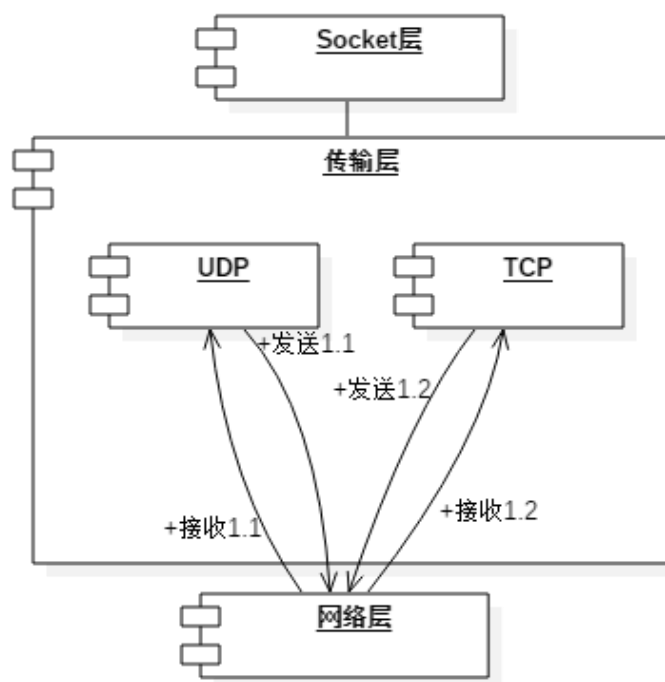 Socket层
传输层
UDP
TCP
+发送1.1
+发送1.2
+接收1.1
+接收1.2
网络层